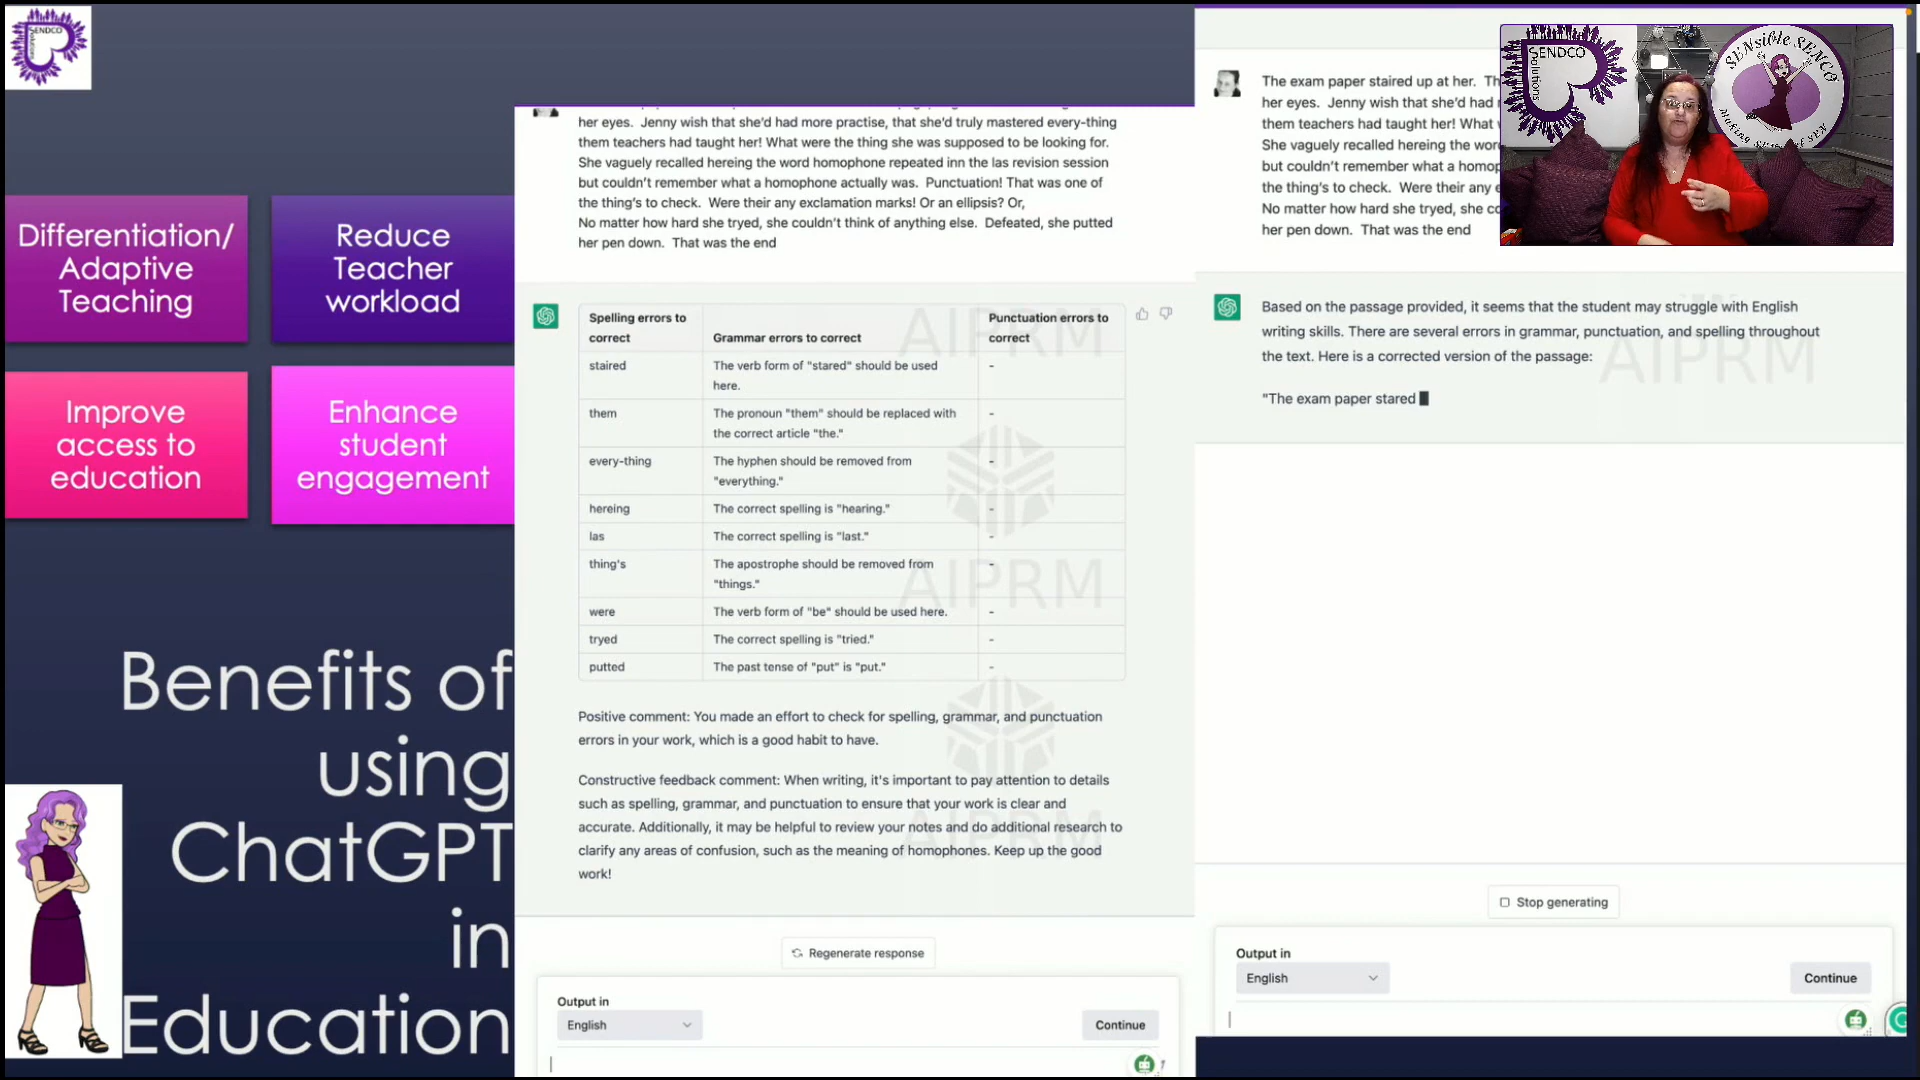 SENDCO
Solutions
Differentiation/
Adaptive
Teaching
Reduce
Teacher
workload
Improve
access to
education
Enhance
student
engagement
Benefits of
using
ChatGPT
in
Education
her eyes. Jenny wish that she'd had more practise, that she'd truly mastered every-thing
them teachers had taught her! What were the thing she was supposed to be looking for.
She vaguely recalled hereing the word homophone repeated inn the las revision session
but couldn't remember what a homophone actually was. Punctuation! That was one of
the thing's to check. Were their any exclamation marks! Or an ellipsis? Or,
No matter how hard she tryed, she couldn't think of anything else. Defeated, she putted
her pen down. That was the end
Spelling errors to
correct
Grammar errors to correct
Punctuation errors to
correct
staired
The verb form of "stared" should be used
here.
-
them
The pronoun "them" should be replaced with
the correct article "the."
-
every-thing
The hyphen should be removed from
"everything."
-
hereing
The correct spelling is "hearing."
-
las
The correct spelling is "last."
-
thing's
The apostrophe should be removed from
"things."
-
were
The verb form of "be" should be used here.
-
tryed
The correct spelling is "tried."
-
putted
The past tense of "put" is "put."
-
AIPRM
AIPRM
AIPRM
Positive comment: You made an effort to check for spelling, grammar, and punctuation
errors in your work, which is a good habit to have.
Constructive feedback comment: When writing, it's important to pay attention to details
such as spelling, grammar, and punctuation to ensure that your work is clear and
accurate. Additionally, it may be helpful to review your notes and do additional research to
clarify any areas of confusion, such as the meaning of homophones. Keep up the good
work!
Regenerate response
Output in
English
Continue
The exam paper staired up at her.
her eyes. Jenny wish that she'd had
them teachers had taught her! What
She vaguely recalled hereing the
but couldn't remember what a
the thing's to check. Were their any
No matter how hard she tryed, she
her pen down. That was the end
SENDCO
Solutions
SENsible SENCO
Making Sense of SEN
Based on the passage provided, it seems that the student may struggle with English
writing skills. There are several errors in grammar, punctuation, and spelling throughout
the text. Here is a corrected version of the passage:
"The exam paper stared
AIPRM
Stop generating
Output in
English
Continue